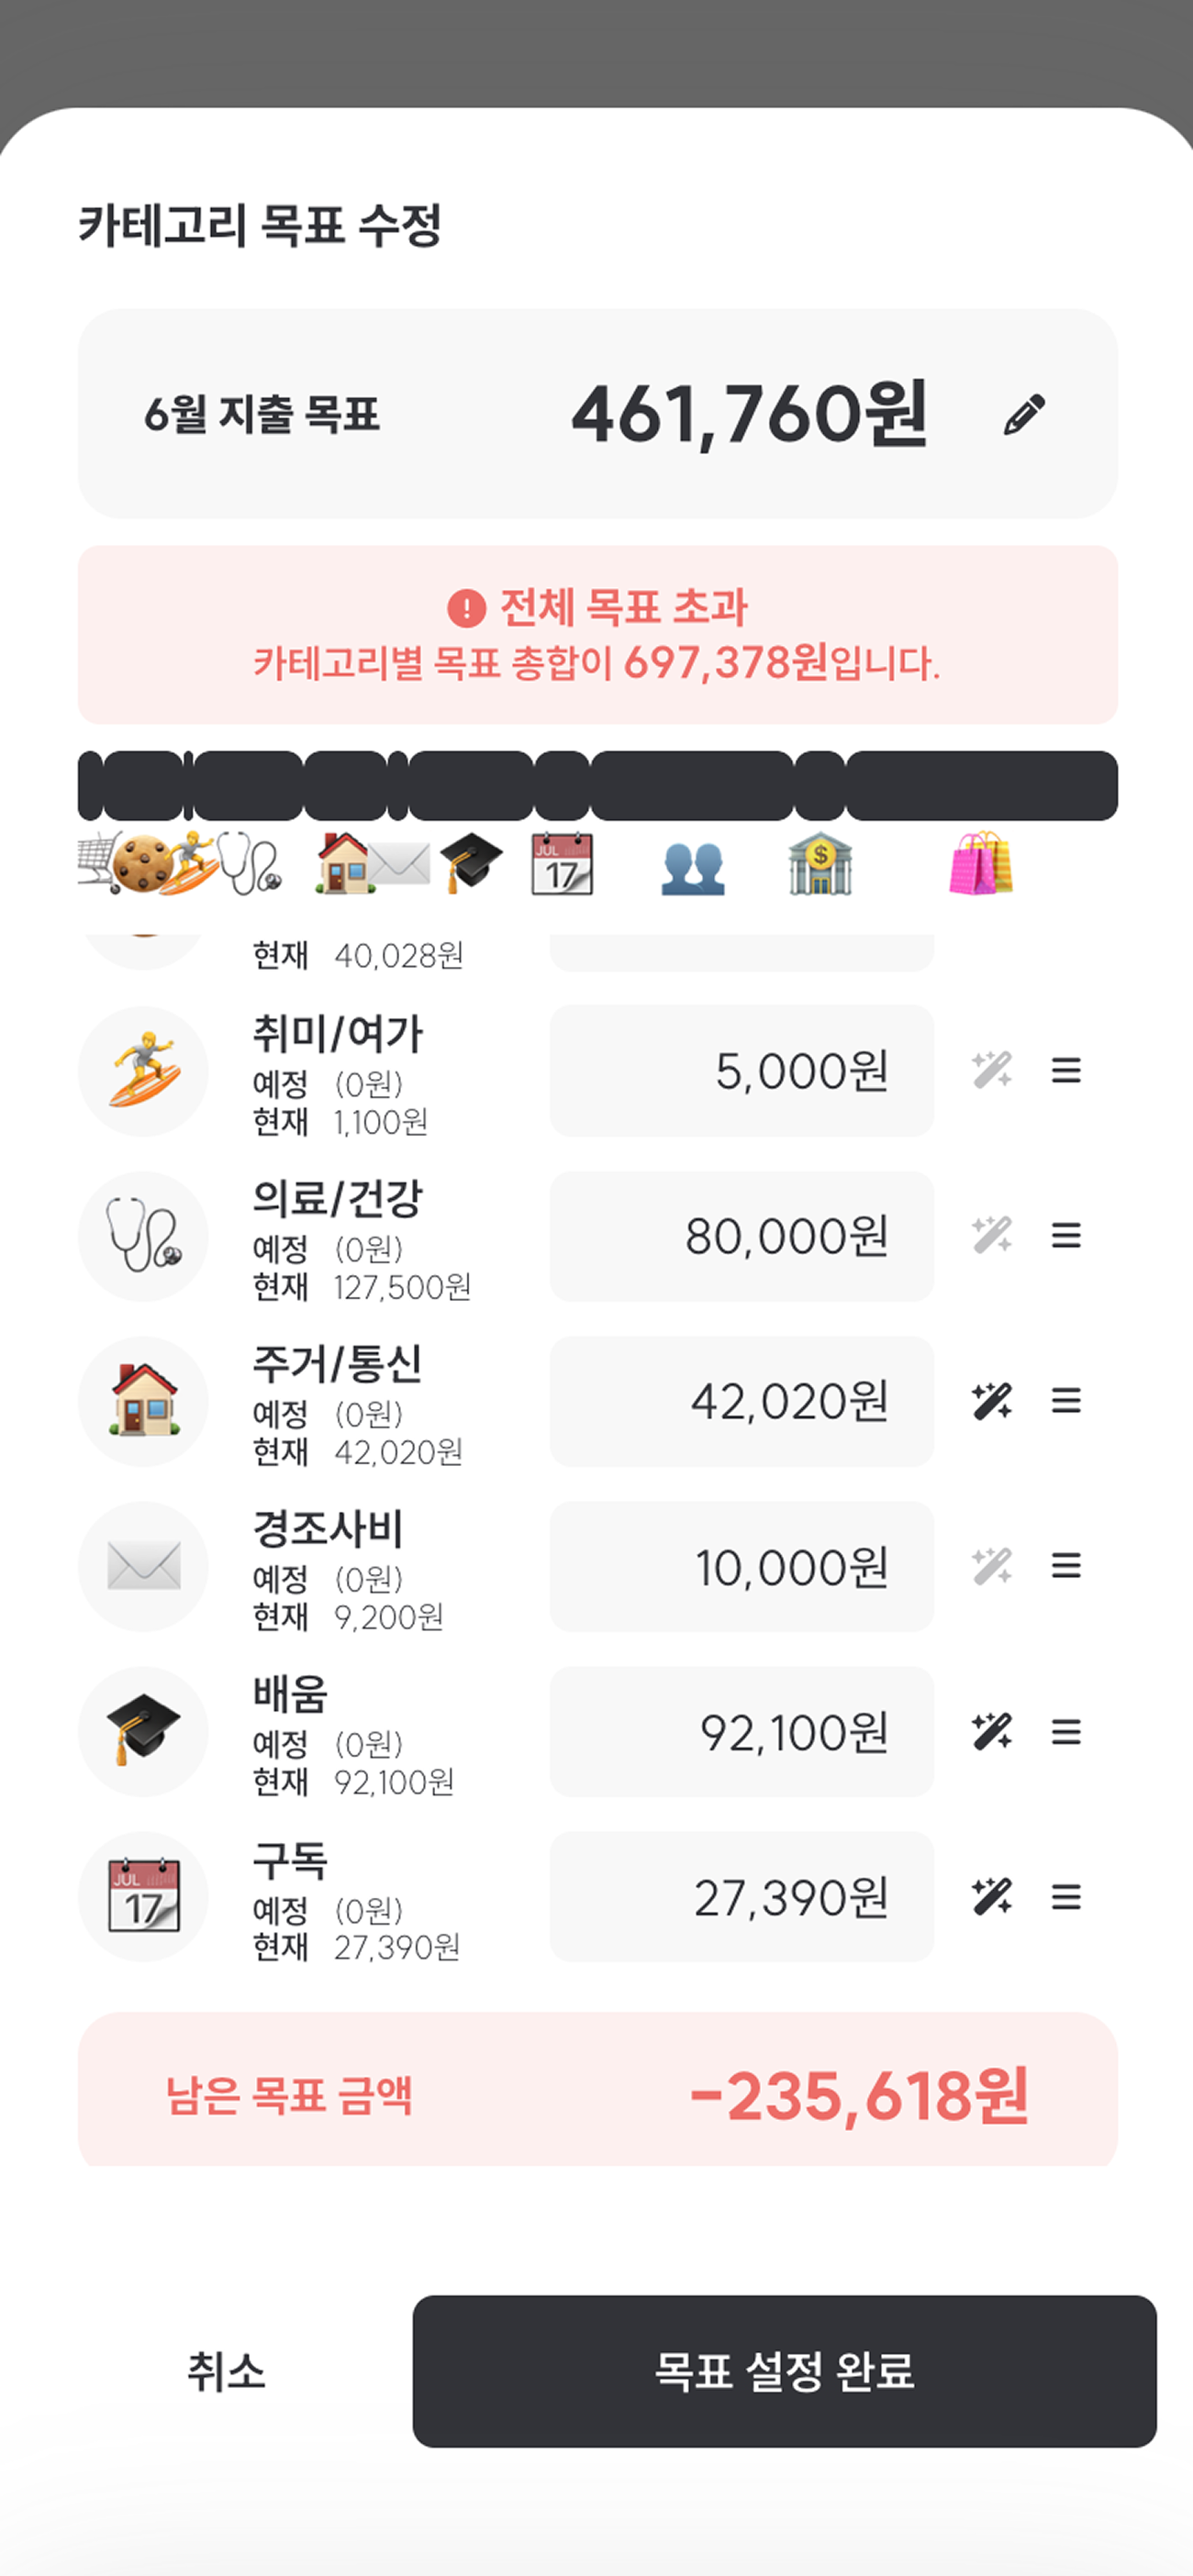 카테고리 목표 수정
6월 지출 목표 461,760원
전체 목표 초과
카테고리별 목표 총합이 697,378원입니다.
JUL
17
현재 40,028원
취미/여가
예정 (0원)
현재 1,100원
5,000원
의료/건강
예정 (0원)
현재 127,500원
80,000원
주거/통신
예정 (0원)
현재 42,020원
42,020원
경조사비
예정 (0원)
현재 9,200원
10,000원
배움
예정 (0원)
현재 92,100원
92,100원
JUL
17
구독
예정 (0원)
현재 27,390원
27,390원
남은 목표 금액 -235,618원
취소 목표 설정 완료